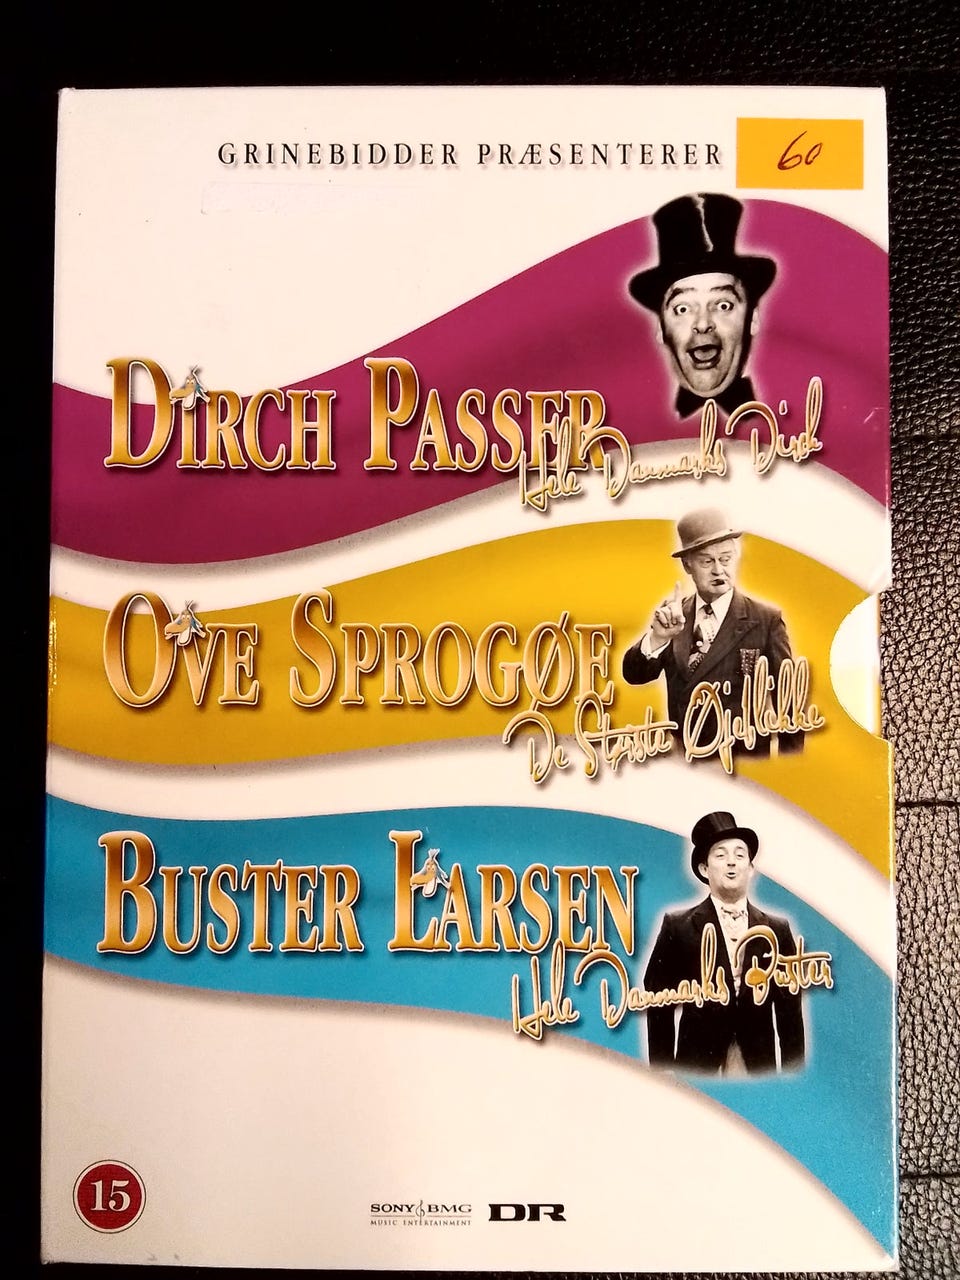 GRINEBIDDER PRÆSENTERER
60
DIRCH PASSER
Hele Danmarks Dirch
OVE SPROGØE
De Største Øjeblikke
BUSTER LARSEN
Hele Danmarks Buster
15
SONY BMG
MUSIC ENTERTAINMENT
DR